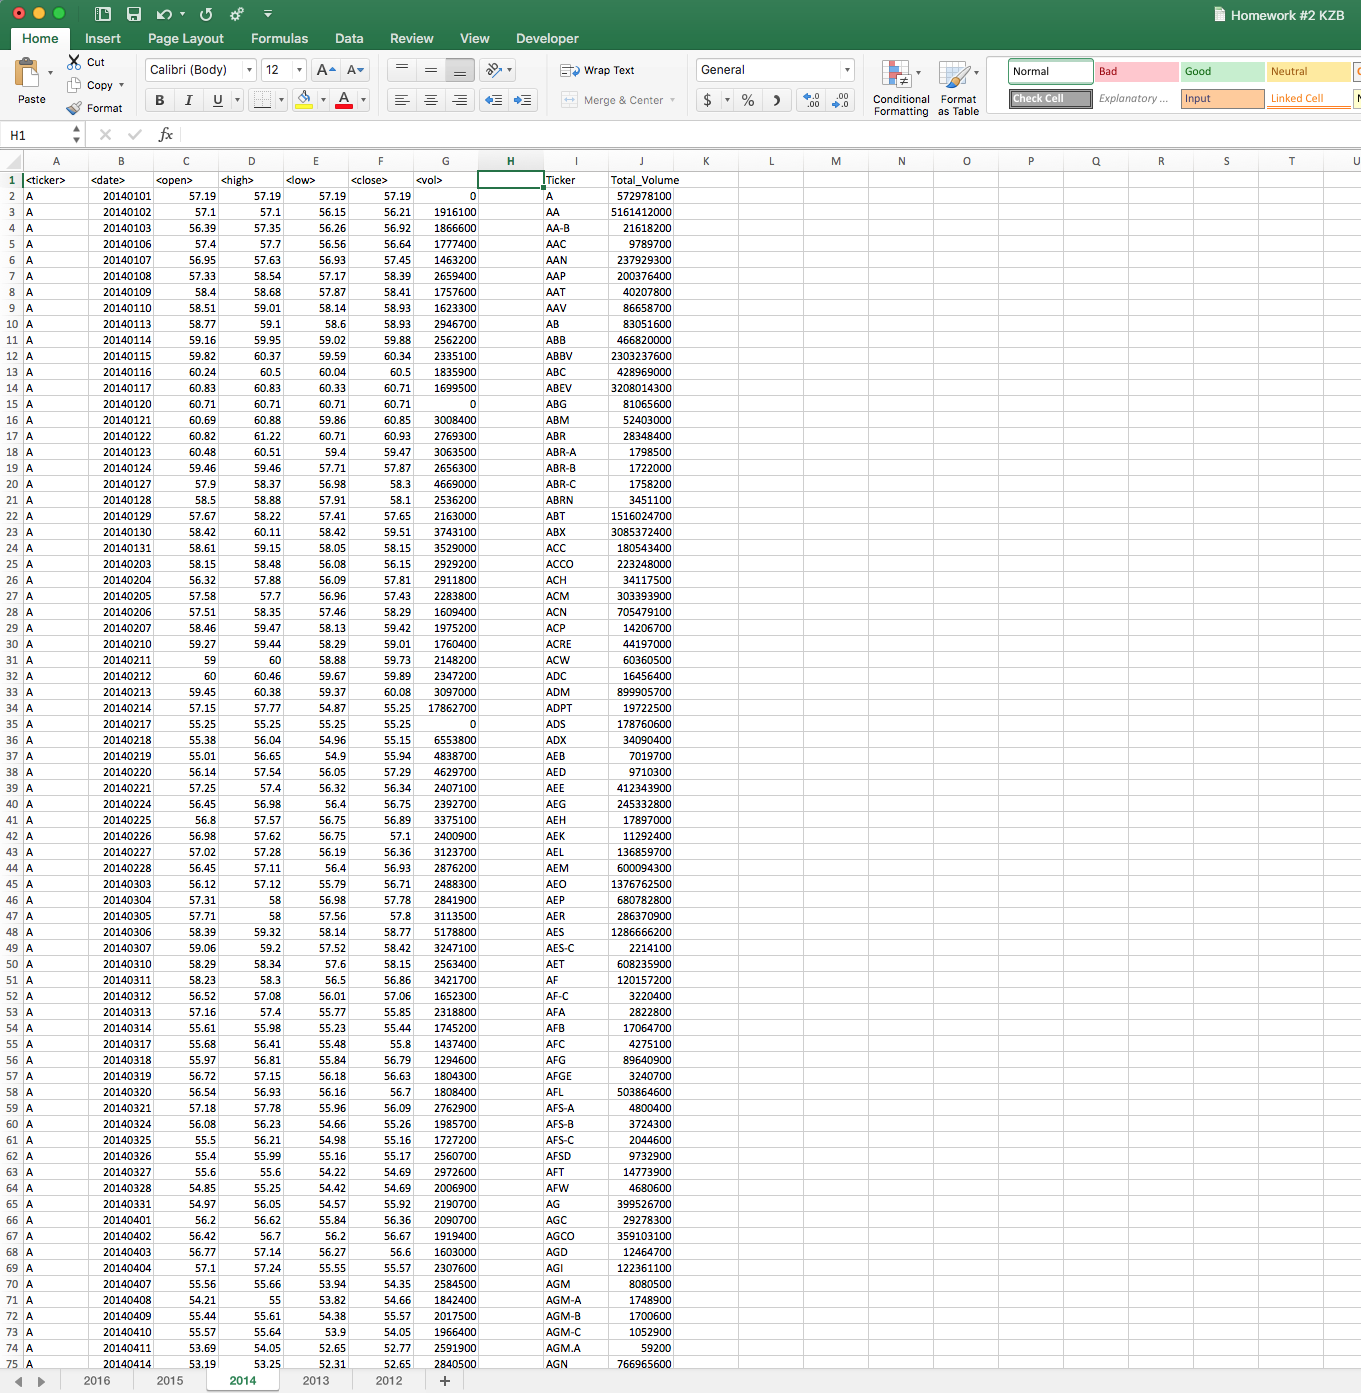 Homework #2 KZB
Home Insert Page Layout Formulas Data Review View Developer
Paste Cut Copy Format
Calibri (Body) 12 A A
B I U A
Wrap Text
Merge & Center
General
$ % .00 .00
Conditional Formatting
Format as Table
Normal Bad Good Neutral
Check Cell Explanatory ... Input Linked Cell
H1 fx
A B C D E F G H I J K L M N O P Q R S T U
1 <ticker> <date> <open> <high> <low> <close> <vol> Ticker Total_Volume
2 A 20140101 57.19 57.19 57.19 57.19 0 A 572978100
3 A 20140102 57.1 57.1 56.15 56.21 1916100 AA 5161412000
4 A 20140103 56.39 57.35 56.26 56.92 1866600 AA-B 21618200
5 A 20140106 57.4 57.7 56.56 56.64 1777400 AAC 9789700
6 A 20140107 56.95 57.63 56.93 57.45 1463200 AAN 237929300
7 A 20140108 57.33 58.54 57.17 58.39 2659400 AAP 200376400
8 A 20140109 58.4 58.68 57.87 58.41 1757600 AAT 40207800
9 A 20140110 58.51 59.01 58.14 58.93 1623300 AAV 86658700
10 A 20140113 58.77 59.1 58.6 58.93 2946700 AB 83051600
11 A 20140114 59.16 59.95 59.02 59.88 2562200 ABB 466820000
12 A 20140115 59.82 60.37 59.59 60.34 2335100 ABBV 2303237600
13 A 20140116 60.24 60.5 60.04 60.5 1835900 ABC 428969000
14 A 20140117 60.83 60.83 60.33 60.71 1699500 ABEV 3208014300
15 A 20140120 60.71 60.71 60.71 60.71 0 ABG 81065600
16 A 20140121 60.69 60.88 59.86 60.85 3008400 ABM 52403000
17 A 20140122 60.82 61.22 60.71 60.93 2769300 ABR 28348400
18 A 20140123 60.48 60.51 59.4 59.47 3063500 ABR-A 1798500
19 A 20140124 59.46 59.46 57.71 57.87 2656300 ABR-B 1722000
20 A 20140127 57.9 58.37 56.98 58.3 4669000 ABR-C 1758200
21 A 20140128 58.5 58.88 57.91 58.1 2536200 ABRN 3451100
22 A 20140129 57.67 58.22 57.41 57.65 2163000 ABT 1516024700
23 A 20140130 58.42 60.11 58.42 59.51 3743100 ABX 3085372400
24 A 20140131 58.61 59.15 58.05 58.15 3529000 ACC 180543400
25 A 20140203 58.15 58.48 56.08 56.15 2929200 ACCO 223248000
26 A 20140204 56.32 57.88 56.09 57.81 2911800 ACH 34117500
27 A 20140205 57.58 57.7 56.96 57.43 2283800 ACM 303393900
28 A 20140206 57.51 58.35 57.46 58.29 1609400 ACN 705479100
29 A 20140207 58.46 59.47 58.13 59.42 1975200 ACP 14206700
30 A 20140210 59.27 59.44 58.29 59.01 1760400 ACRE 44197000
31 A 20140211 59 60 58.88 59.73 2148200 ACW 60360500
32 A 20140212 60 60.46 59.67 59.89 2347200 ADC 16456400
33 A 20140213 59.45 60.38 59.37 60.08 3097000 ADM 899905700
34 A 20140214 57.15 57.77 54.87 55.25 17862700 ADPT 19722500
35 A 20140217 55.25 55.25 55.25 55.25 0 ADS 178760600
36 A 20140218 55.38 56.04 54.96 55.15 6553800 ADX 34090400
37 A 20140219 55.01 56.65 54.9 55.94 4838700 AEB 7019700
38 A 20140220 56.14 57.54 56.05 57.29 4629700 AED 9710300
39 A 20140221 57.25 57.4 56.32 56.34 2407100 AEE 412343900
40 A 20140224 56.45 56.98 56.4 56.75 2392700 AEG 245332800
41 A 20140225 56.8 57.57 56.75 56.89 3375100 AEH 17897000
42 A 20140226 56.98 57.62 56.75 57.1 2400900 AEK 11292400
43 A 20140227 57.02 57.28 56.19 56.36 3123700 AEL 136859700
44 A 20140228 56.45 57.11 56.4 56.93 2876200 AEM 600094300
45 A 20140303 56.12 57.12 55.79 56.71 2488300 AEO 1376762500
46 A 20140304 57.31 58 56.98 57.78 2841900 AEP 680782800
47 A 20140305 57.71 58 57.56 57.8 3113500 AER 286370900
48 A 20140306 58.39 59.32 58.14 58.77 5178800 AES 1286666200
49 A 20140307 59.06 59.2 57.52 58.42 3247100 AES-C 2214100
50 A 20140310 58.29 58.34 57.6 58.15 2563400 AET 608235900
51 A 20140311 58.23 58.3 56.5 56.86 3421700 AF 120157200
52 A 20140312 56.52 57.08 56.01 57.06 1652300 AF-C 3220400
53 A 20140313 57.16 57.4 55.77 55.85 2318800 AFA 2822800
54 A 20140314 55.61 55.98 55.23 55.44 1745200 AFB 17064700
55 A 20140317 55.68 56.41 55.48 55.8 1437400 AFC 4275100
56 A 20140318 55.97 56.81 55.84 56.79 1294600 AFG 89640900
57 A 20140319 56.72 57.15 56.18 56.63 1804300 AFGE 3240700
58 A 20140320 56.54 56.93 56.16 56.7 1808400 AFL 503864600
59 A 20140321 57.18 57.78 55.96 56.09 2762900 AFS-A 4800400
60 A 20140324 56.08 56.23 54.66 55.26 1985700 AFS-B 3724300
61 A 20140325 55.5 56.21 54.98 55.16 1727200 AFS-C 2044600
62 A 20140326 55.4 55.99 55.16 55.17 2560700 AFSD 9732900
63 A 20140327 55.6 55.6 54.22 54.69 2972600 AFT 14773900
64 A 20140328 54.85 55.25 54.42 54.69 2006900 AFW 4680600
65 A 20140331 54.97 56.05 54.57 55.92 2190700 AG 399526700
66 A 20140401 56.2 56.62 55.84 56.36 2090700 AGC 29278300
67 A 20140402 56.42 56.7 56.2 56.67 1919400 AGCO 359103100
68 A 20140403 56.77 57.14 56.27 56.6 1603000 AGD 12464700
69 A 20140404 57.1 57.24 55.55 55.57 2307600 AGI 122361100
70 A 20140407 55.56 55.66 53.94 54.35 2584500 AGM 8080500
71 A 20140408 54.21 55 53.82 54.66 1842400 AGM-A 1748900
72 A 20140409 55.44 55.61 54.38 55.57 2017500 AGM-B 1700600
73 A 20140410 55.57 55.64 53.9 54.05 1966400 AGM-C 1052900
74 A 20140411 53.69 54.05 52.65 52.77 2591900 AGM.A 59200
75 A 20140414 53.19 53.25 52.31 52.65 2840500 AGN 766965600
2016 2015 2014 2013 2012 +